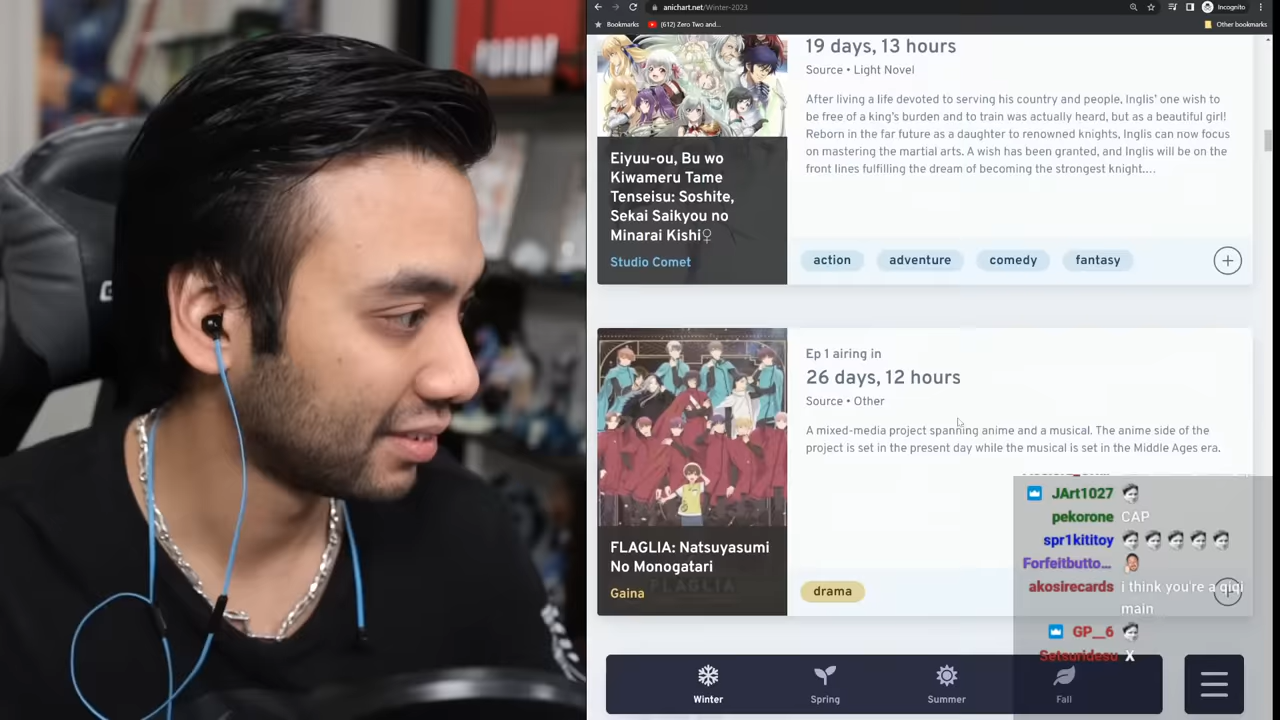 anichart.net/Winter-2023
Incognito
Bookmarks
(612) Zero Two and...
Other bookmarks
19 days, 13 hours
Source • Light Novel
After living a life devoted to serving his country and people, Inglis' one wish to
be free of a king's burden and to train was actually heard, but as a beautiful girl!
Reborn in the far future as a daughter to renowned knights, Inglis can now focus
on mastering the martial arts. A wish has been granted, and Inglis will be on the
front lines fulfilling the dream of becoming the strongest knight....
Eiyuu-ou, Bu wo
Kiwameru Tame
Tenseisu: Soshite,
Sekai Saikyou no
Minarai Kishi♀
Studio Comet
action
adventure
comedy
fantasy
Ep 1 airing in
26 days, 12 hours
Source • Other
A mixed-media project spanning anime and a musical. The anime side of the
project is set in the present day while the musical is set in the Middle Ages era.
FLAGLIA: Natsuyasumi
No Monogatari
Gaina
drama
JArt1027
pekorone CAP
spr1kititoy
Forfeitbutto...
akosirecards i think you're a qiqi
main
GP__6
Setsuridesu X
Winter
Spring
Summer
Fall